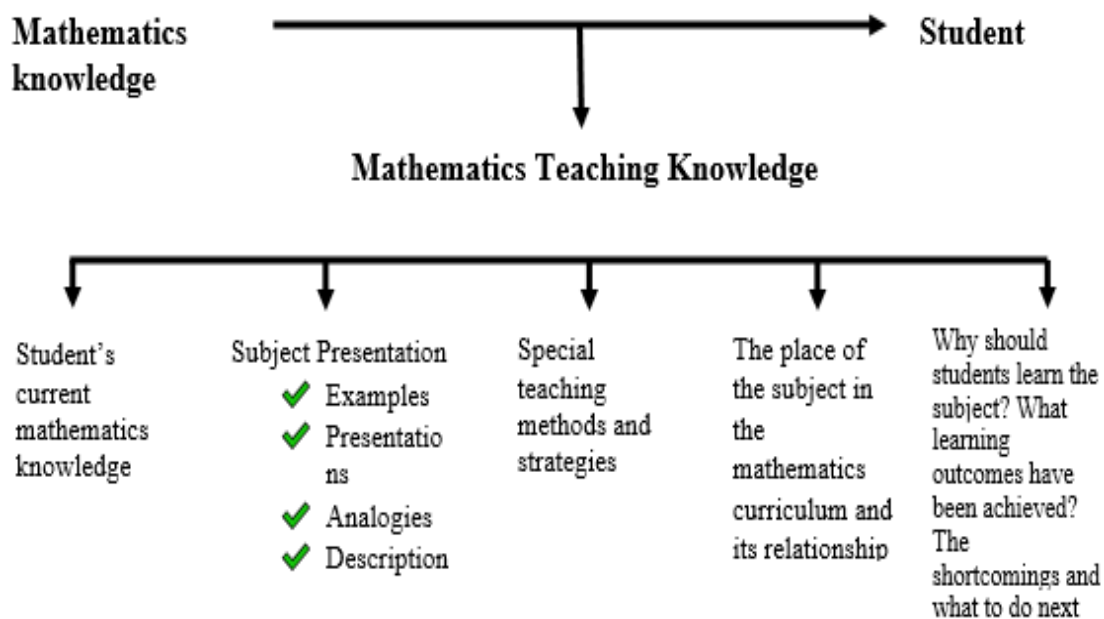 Mathematics
knowledge
Student
Mathematics Teaching Knowledge
Student’s
current
mathematics
knowledge
Subject Presentation
Examples
Presentatio
ns
Analogies
Description
Special
teaching
methods and
strategies
The place of
the subject in
the
mathematics
curriculum and
its relationship
Why should
students learn the
subject? What
learning
outcomes have
been achieved?
The
shortcomings and
what to do next